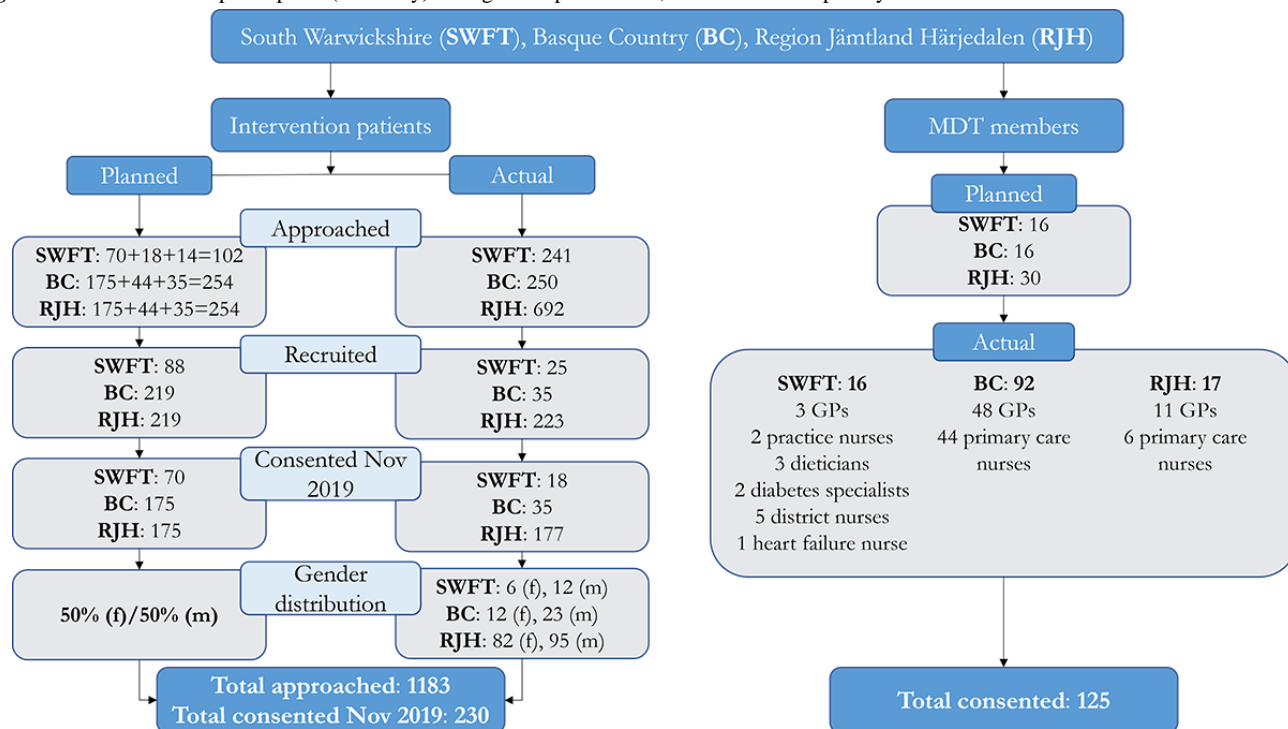 South Warwickshire (SWFT), Basque Country (BC), Region Jämtland Härjedalen (RJH)
Intervention patients
Planned
Actual
Approached
SWFT: 70+18+14=102
BC: 175+44+35=254
RJH: 175+44+35=254
SWFT: 241
BC: 250
RJH: 692
Recruited
SWFT: 88
BC: 219
RJH: 219
SWFT: 25
BC: 35
RJH: 223
Consented Nov
2019
SWFT: 70
BC: 175
RJH: 175
SWFT: 18
BC: 35
RJH: 177
Gender
distribution
50% (f)/50% (m)
SWFT: 6 (f), 12 (m)
BC: 12 (f), 23 (m)
RJH: 82 (f), 95 (m)
Total approached: 1183
Total consented Nov 2019: 230
MDT members
Planned
SWFT: 16
BC: 16
RJH: 30
Actual
SWFT: 16
3 GPs
2 practice nurses
3 dieticians
2 diabetes specialists
5 district nurses
1 heart failure nurse
BC: 92
48 GPs
44 primary care
nurses
RJH: 17
11 GPs
6 primary care
nurses
Total consented: 125